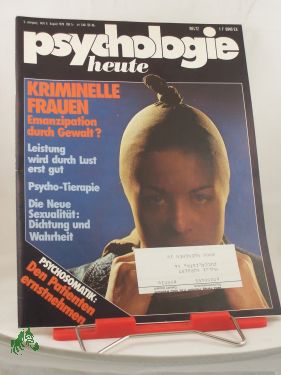 psychologie
heute
KRIMINELLE
FRAUEN
Emanzipation
durch Gewalt?
Leistung
wird durch Lust
erst gut
Psycho-Tierapie
Die Neue
Sexualität:
Dichtung und
Wahrheit
PSYCHOSOMATIK:
Den Patienten
ernstnehmen